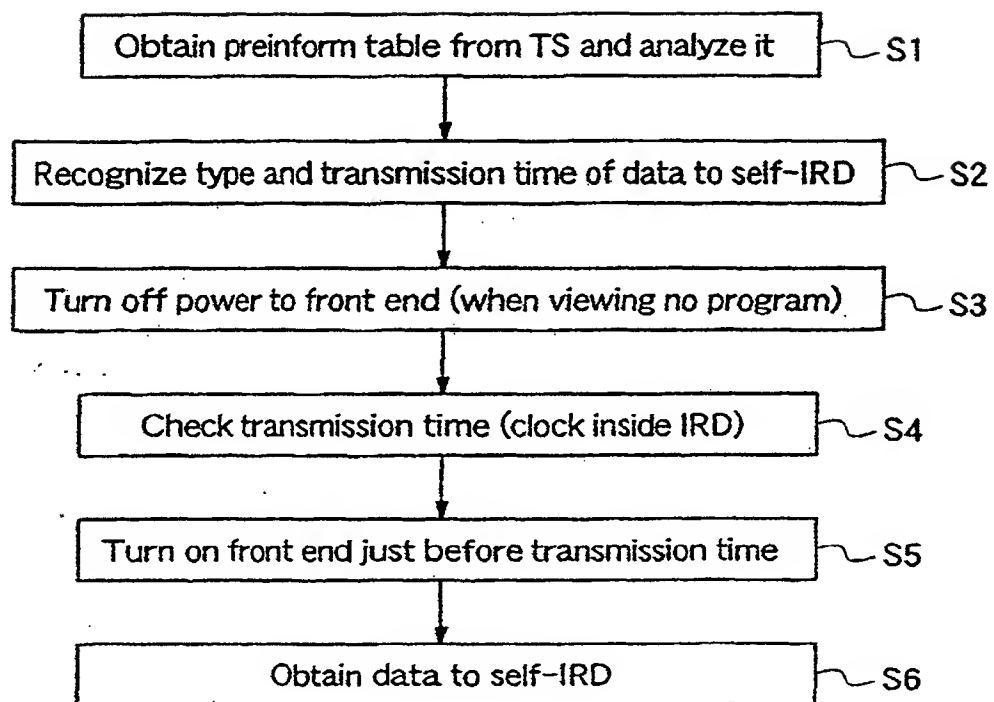 Obtain preinform table from TS and analyze it S1
Recognize type and transmission time of data to self-IRD S2
Turn off power to front end (when viewing no program) S3
Check transmission time (clock inside IRD) S4
Turn on front end just before transmission time S5
Obtain data to self-IRD S6